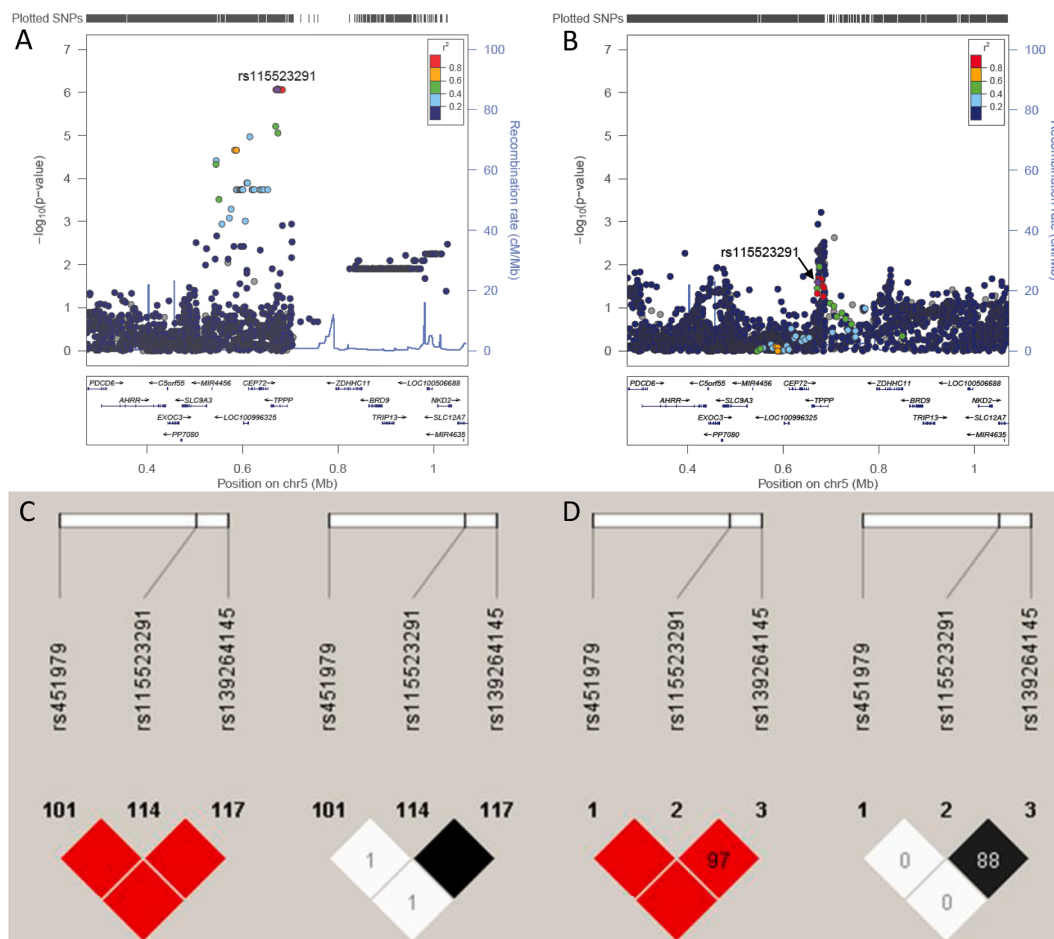 Plotted SNPs
A
7
6
5
4
3
2
1
0
−log10(p−value)
100
80
60
40
20
0
Recombination rate (cM/Mb)
r²
0.8
0.6
0.4
0.2
rs115523291
PDCD6→ ←C5orf55 ←MIR4456 CEP72→ ←ZDHHC11 ←LOC100506688
AHRR→ ←SLC9A3 ←TPPP ←BRD9 NKD2→
EXOC3→ ←LOC100996325 TRIP13→ ←SLC12A7
←PP7080 ←MIR4635
0.4 0.6 0.8 1
Position on chr5 (Mb)
Plotted SNPs
B
7
6
5
4
3
2
1
0
−log10(p−value)
100
80
60
40
20
0
Recombination rate (cM/Mb)
r²
0.8
0.6
0.4
0.2
rs115523291
PDCD6→ ←C5orf55 ←MIR4456 CEP72→ ←ZDHHC11 ←LOC100506688
AHRR→ ←SLC9A3 ←TPPP ←BRD9 NKD2→
EXOC3→ ←LOC100996325 TRIP13→ ←SLC12A7
←PP7080 ←MIR4635
0.4 0.6 0.8 1
Position on chr5 (Mb)
C
rs451979
rs115523291
rs139264145
101 114 117
rs451979
rs115523291
rs139264145
101 114 117
1
1
D
rs451979
rs115523291
rs139264145
1 2 3
97
rs451979
rs115523291
rs139264145
1 2 3
0 88
0